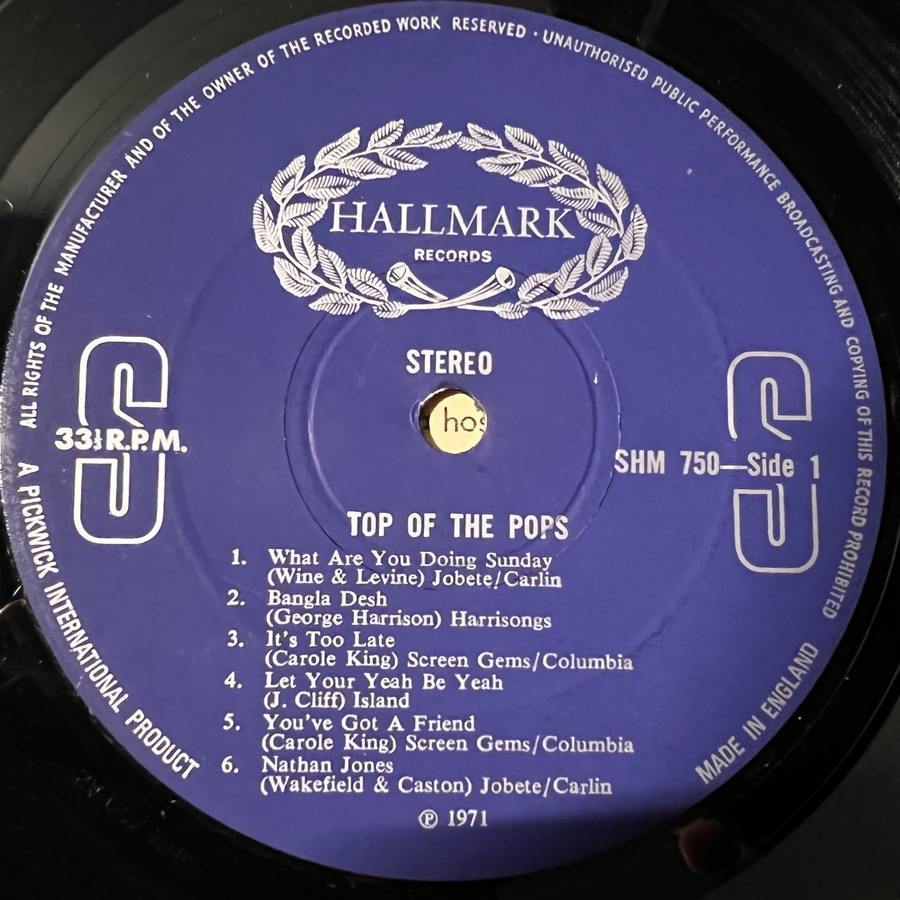 ALL RIGHTS OF THE MANUFACTURER AND OF THE OWNER OF THE RECORDED WORK RESERVED · UNAUTHORISED PUBLIC PERFORMANCE BROADCASTING AND COPYING OF THIS RECORD PROHIBITED
HALLMARK
RECORDS
STEREO
hos
33⅓ R.P.M.
SHM 750—Side 1
TOP OF THE POPS
1. What Are You Doing Sunday
(Wine & Levine) Jobete/Carlin
2. Bangla Desh
(George Harrison) Harrisongs
3. It's Too Late
(Carole King) Screen Gems/Columbia
4. Let Your Yeah Be Yeah
(J. Cliff) Island
5. You've Got A Friend
(Carole King) Screen Gems/Columbia
6. Nathan Jones
(Wakefield & Caston) Jobete/Carlin
℗ 1971
A PICKWICK INTERNATIONAL PRODUCT
MADE IN ENGLAND